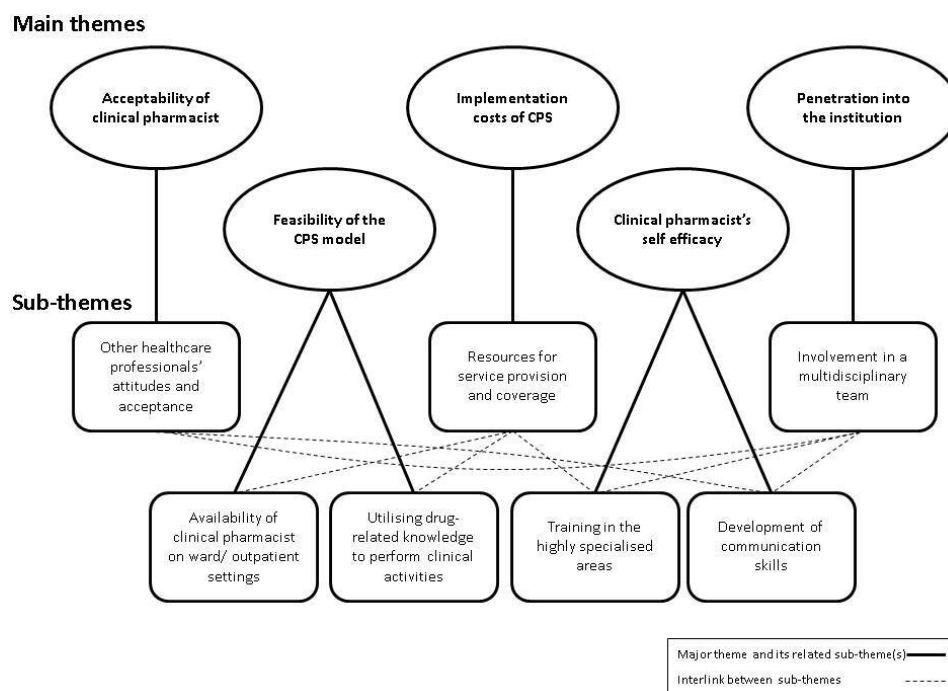 Main themes
Acceptability of
clinical pharmacist
Implementation
costs of CPS
Penetration into
the institution
Feasibility of the
CPS model
Clinical pharmacist's
self efficacy
Sub-themes
Other healthcare
professionals'
attitudes and
acceptance
Resources for
service provision
and coverage
Involvement in a
multidisciplinary
team
Availability of
clinical pharmacist
on ward/ outpatient
settings
Utilising drug-
related knowledge
to perform clinical
activities
Training in the
highly specialised
areas
Development of
communication
skills
Major theme and its related sub-theme(s)
Interlink between sub-themes